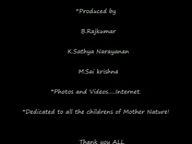 *Produced by
B.Rajkumar
K.Sathya Narayanan
M.Sai krishna
*Photos and Videos.....Internet.
*Dedicated to all the childrens of Mother Nature!
Thank you ALL